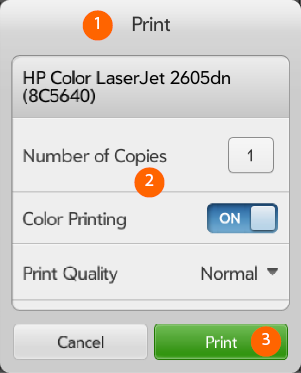 1 Print
HP Color LaserJet 2605dn
(8C5640)
Number of Copies 1
2
Color Printing ON
Print Quality Normal
Cancel Print 3